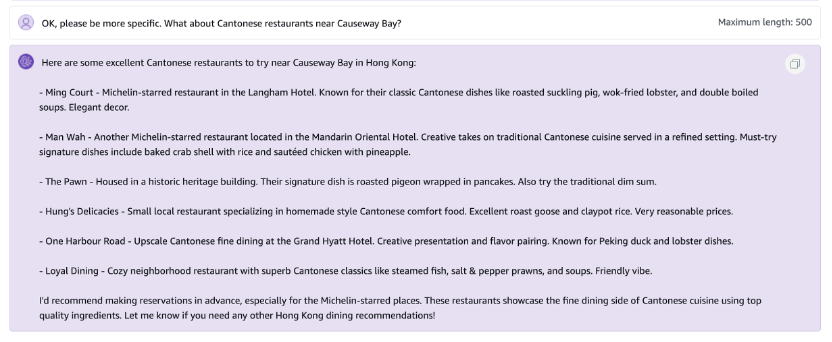 OK, please be more specific. What about Cantonese restaurants near Causeway Bay?
Maximum length: 500
Here are some excellent Cantonese restaurants to try near Causeway Bay in Hong Kong:
- Ming Court - Michelin-starred restaurant in the Langham Hotel. Known for their classic Cantonese dishes like roasted suckling pig, wok-fried lobster, and double boiled
soups. Elegant decor.
- Man Wah - Another Michelin-starred restaurant located in the Mandarin Oriental Hotel. Creative takes on traditional Cantonese cuisine served in a refined setting. Must-try
signature dishes include baked crab shell with rice and sautéed chicken with pineapple.
- The Pawn - Housed in a historic heritage building. Their signature dish is roasted pigeon wrapped in pancakes. Also try the traditional dim sum.
- Hung's Delicacies - Small local restaurant specializing in homemade style Cantonese comfort food. Excellent roast goose and claypot rice. Very reasonable prices.
- One Harbour Road - Upscale Cantonese fine dining at the Grand Hyatt Hotel. Creative presentation and flavor pairing. Known for Peking duck and lobster dishes.
- Loyal Dining - Cozy neighborhood restaurant with superb Cantonese classics like steamed fish, salt & pepper prawns, and soups. Friendly vibe.
I'd recommend making reservations in advance, especially for the Michelin-starred places. These restaurants showcase the fine dining side of Cantonese cuisine using top
quality ingredients. Let me know if you need any other Hong Kong dining recommendations!